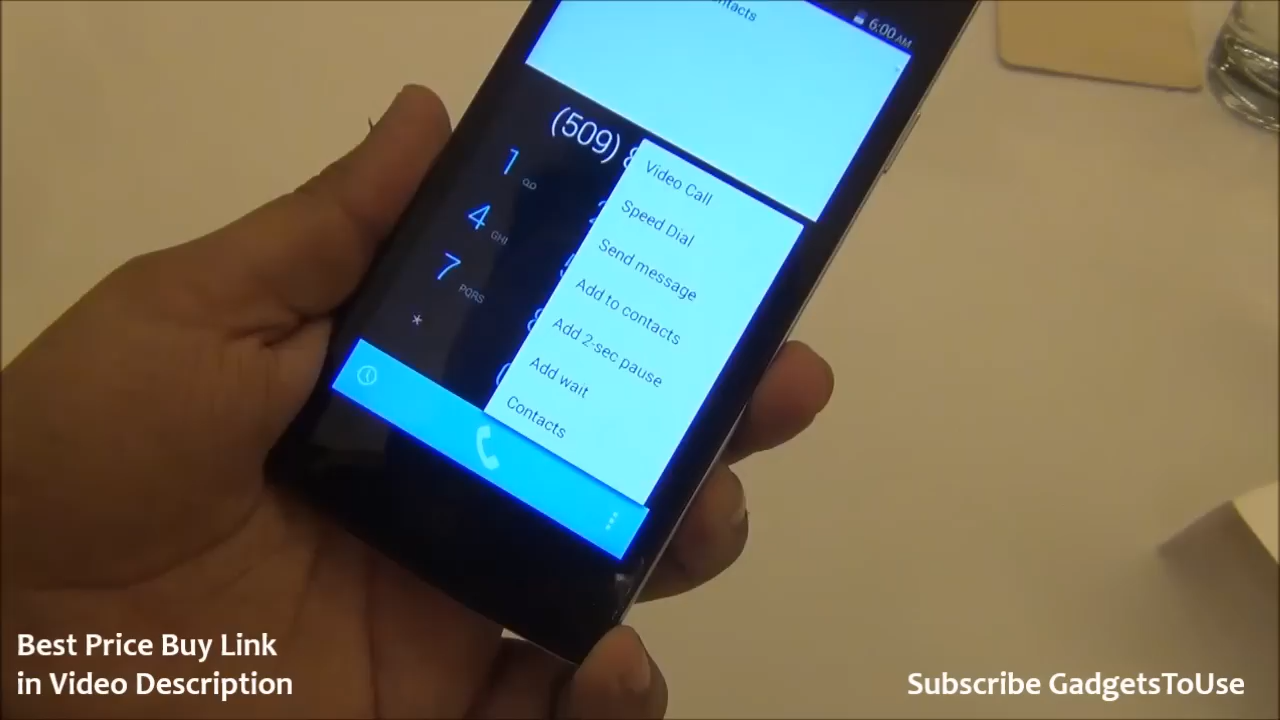 6:00 AM
(509)
Video Call
1
Speed Dial
4 GHI
Send message
7 PQRS
Add to contacts
*
Add 2-sec pause
Add wait
Contacts
Best Price Buy Link
in Video Description
Subscribe GadgetsToUse